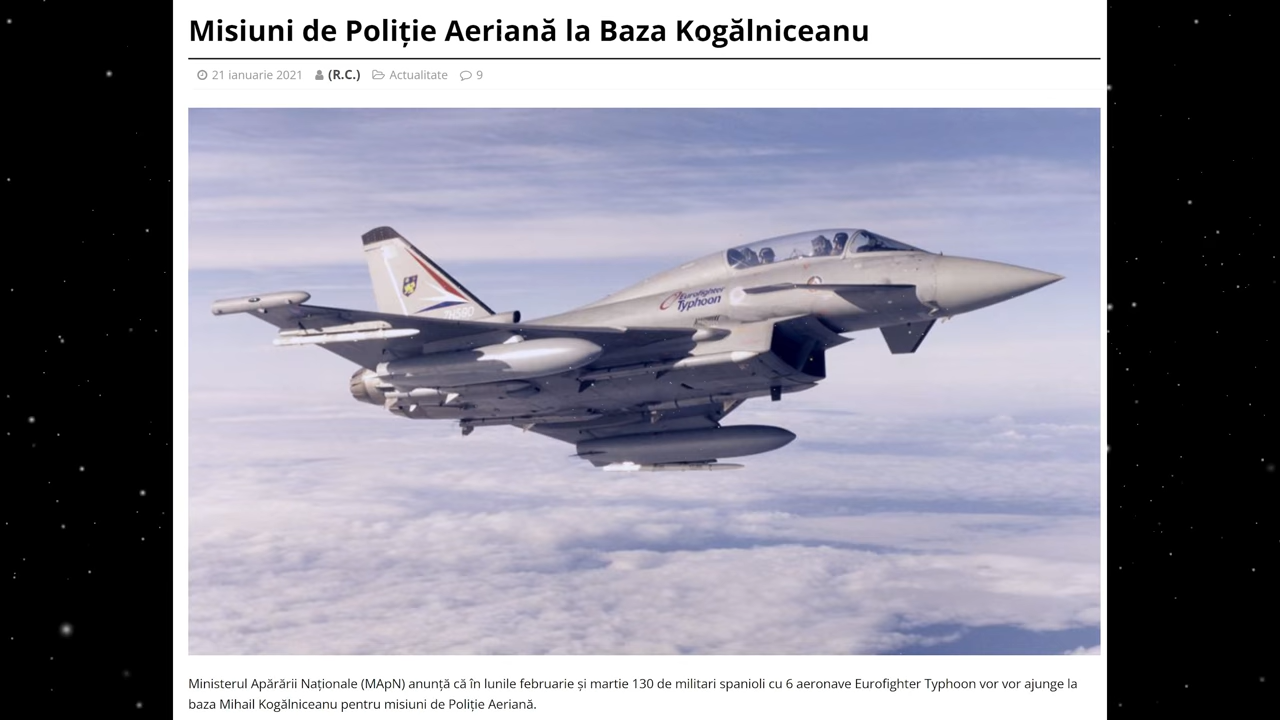 Misiuni de Poliție Aeriană la Baza Kogălniceanu
21 ianuarie 2021 (R.C.) Actualitate 9
Eurofighter
Typhoon
ZH590
Ministerul Apărării Naționale (MApN) anunță că în lunile februarie și martie 130 de militari spanioli cu 6 aeronave Eurofighter Typhoon vor vor ajunge la
baza Mihail Kogălniceanu pentru misiuni de Poliție Aeriană.